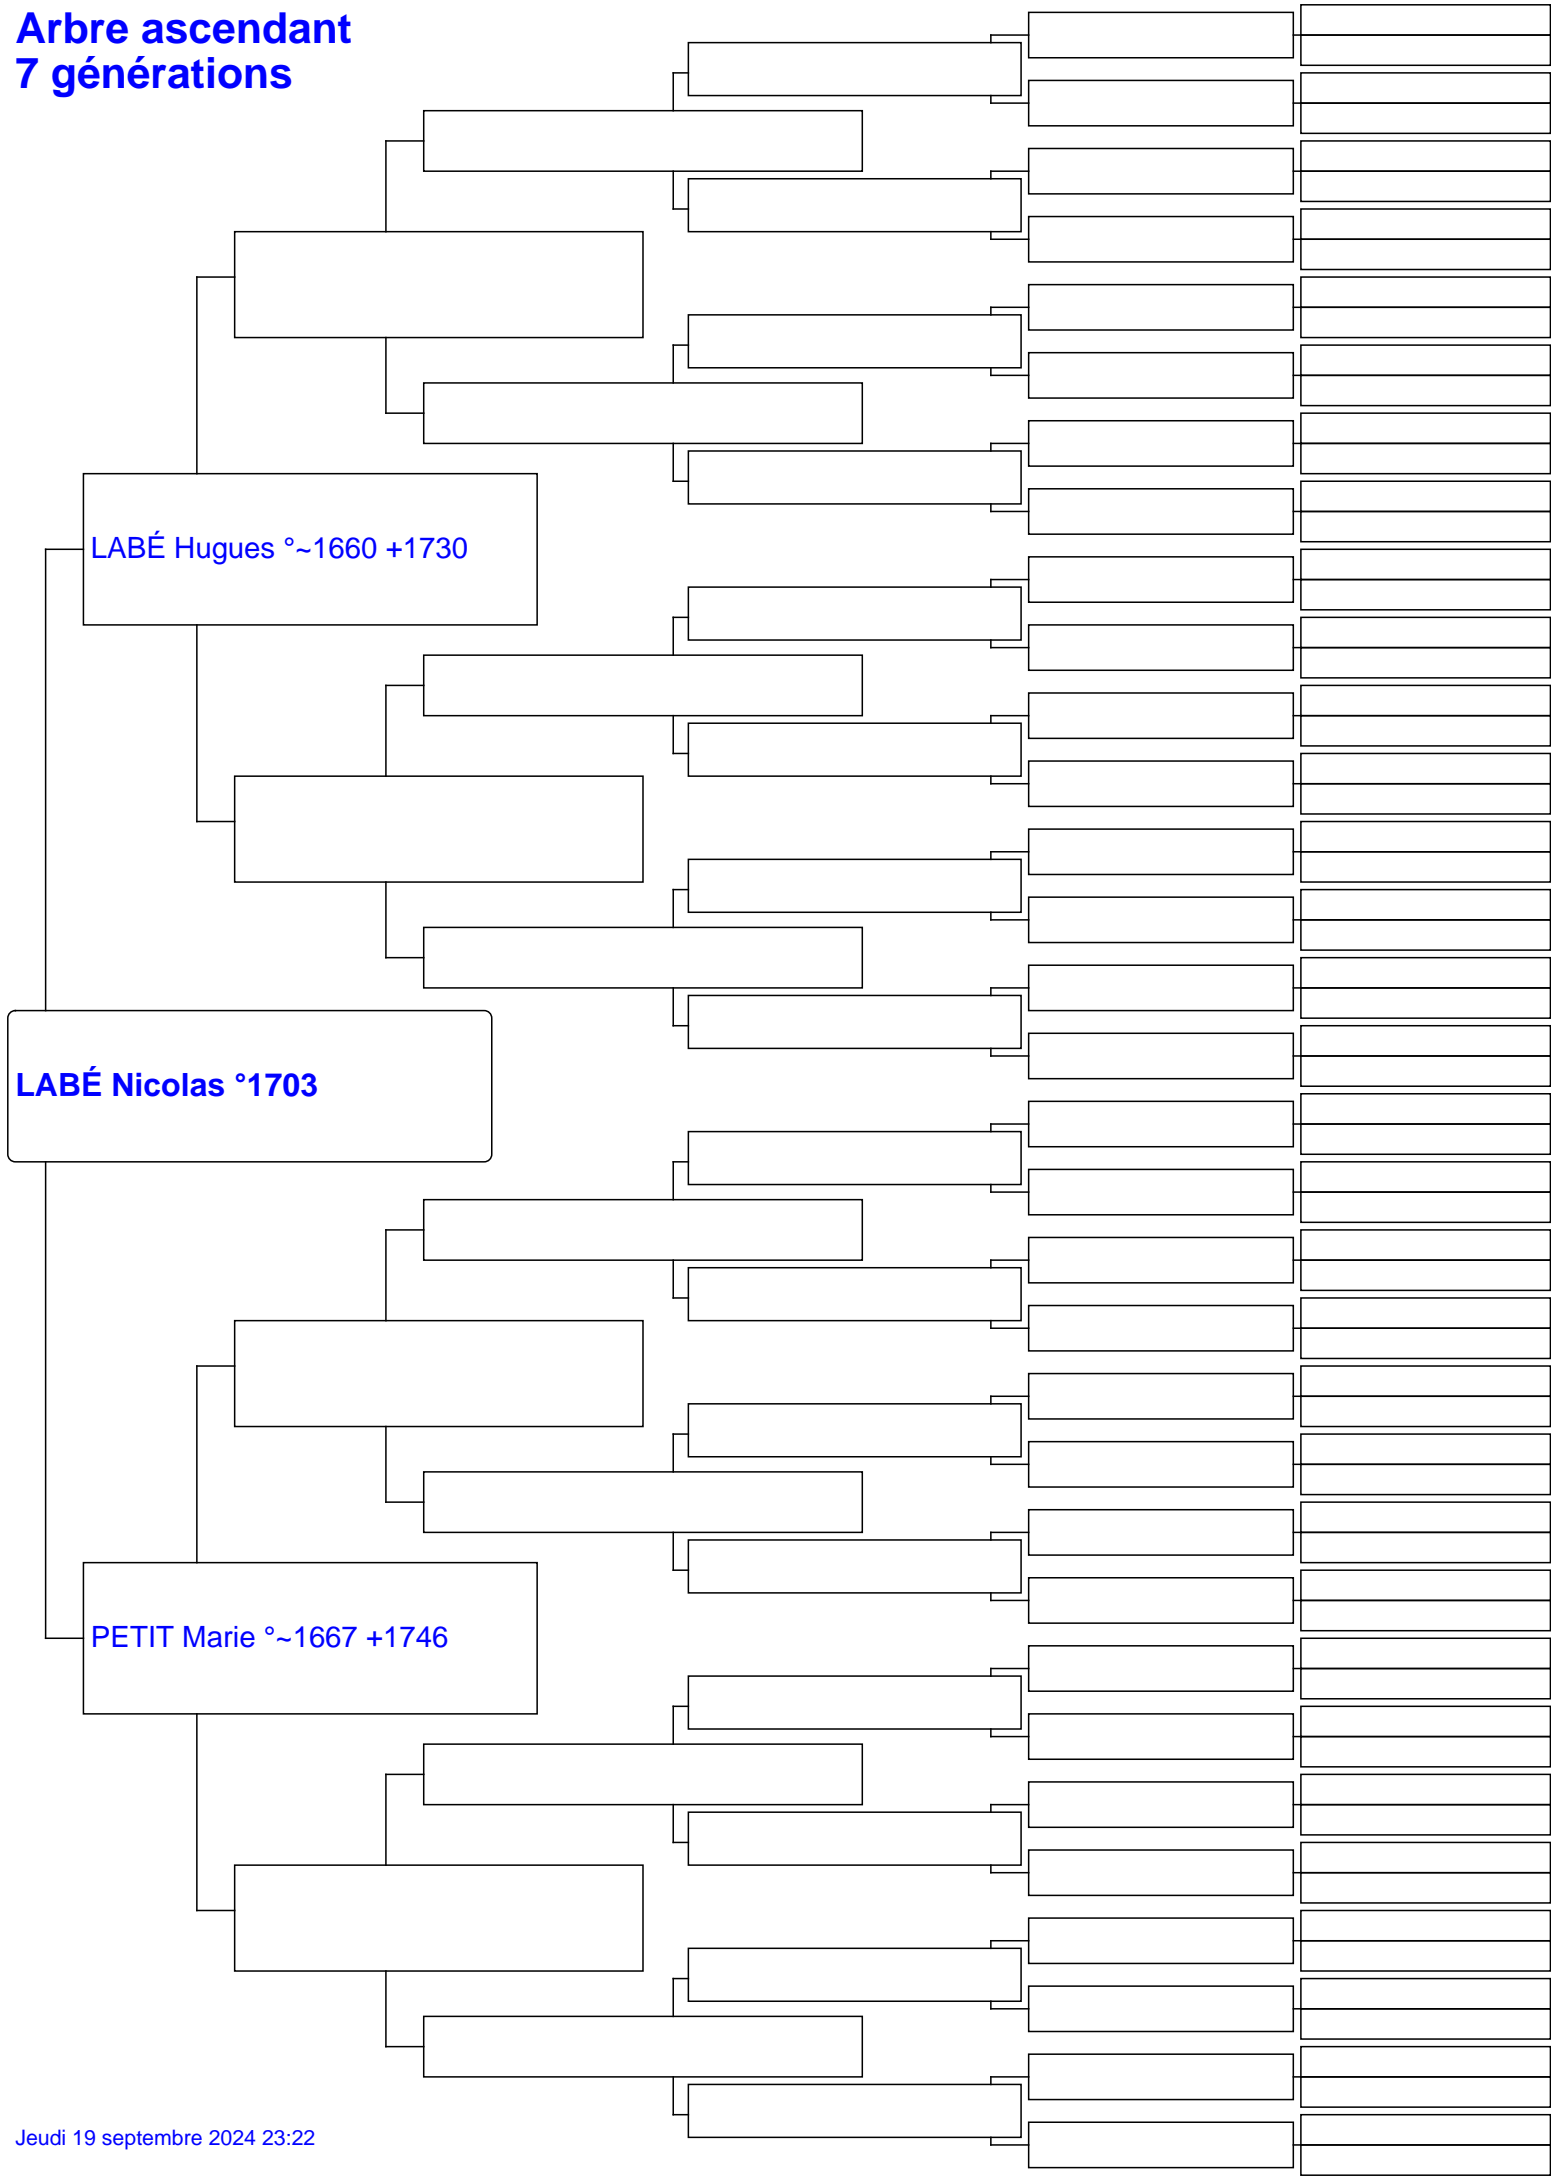 Arbre ascendant
7 générations
LABÉ Hugues °~1660 +1730
LABÉ Nicolas °1703
PETIT Marie °~1667 +1746
Jeudi 19 septembre 2024 23:22